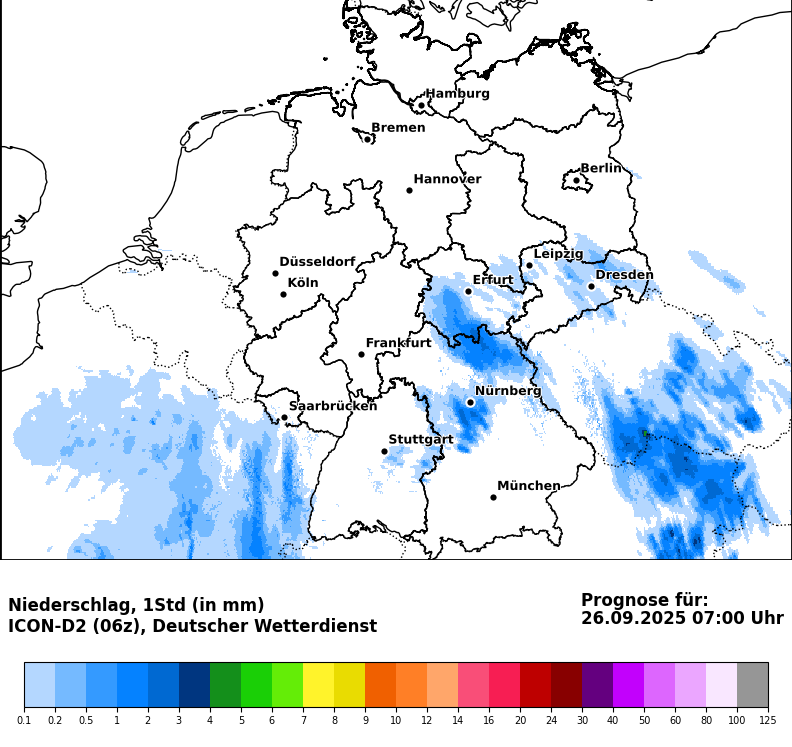 Hamburg
Bremen
Berlin
Hannover
Leipzig
Düsseldorf
Dresden
Erfurt
Köln
Frankfurt
Nürnberg
Saarbrücken
Stuttgart
München
Niederschlag, 1Std (in mm)
ICON-D2 (06z), Deutscher Wetterdienst
Prognose für:
26.09.2025 07:00 Uhr
0.1 0.2 0.5 1 2 3 4 5 6 7 8 9 10 12 14 16 20 24 30 40 50 60 80 100 125